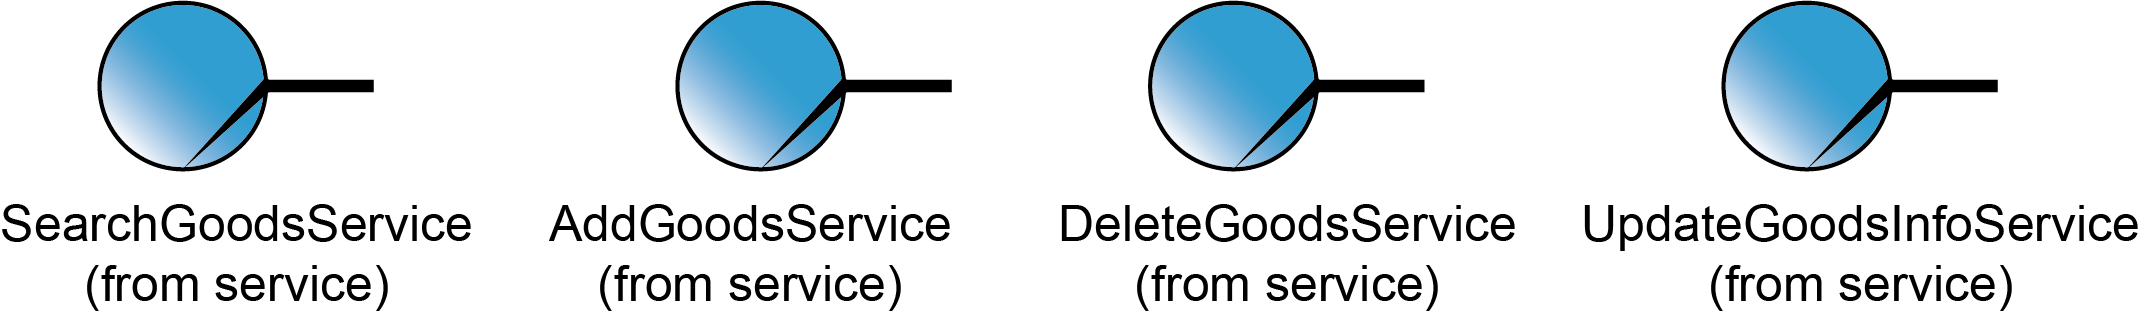 SearchGoodsService
(from service)
AddGoodsService
(from service)
DeleteGoodsService
(from service)
UpdateGoodsInfoService
(from service)